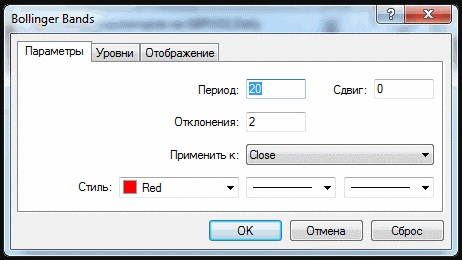 Bollinger Bands
Параметры Уровни Отображение
Период: 20 Сдвиг: 0
Отклонения: 2
Применить к: Close
Стиль: Red
OK Отмена Сброс